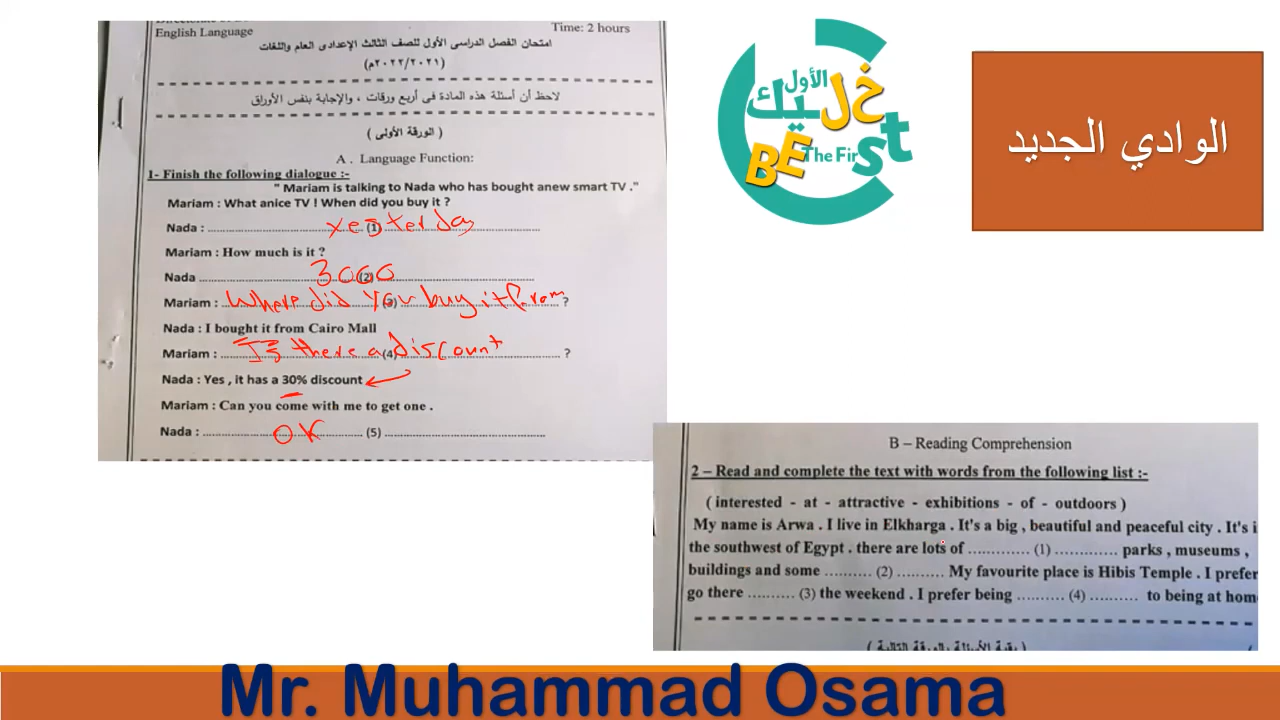 English Language
Time: 2 hours
امتحان الفصل الدراسى الأول للصف الثالث الإعدادى العام واللغات
(٢٠٢٢/٢٠٢١م)
لاحظ أن أسئلة هذه المادة فى أربع ورقات ، والإجابة بنفس الأوراق
( الورقة الأولى )
A . Language Function:
1- Finish the following dialogue :-
" Mariam is talking to Nada who has bought anew smart TV ."
Mariam : What anice TV ! When did you buy it ?
Nada : .................... (1) ....................
yesterday
Mariam : How much is it ?
Nada .................... (2) ....................
3000
Mariam : .................... (3) .................... ?
Where did you buy it from
Nada : I bought it from Cairo Mall
Mariam : .................... (4) .................... ?
Is there a discount
Nada : Yes , it has a 30% discount
Mariam : Can you come with me to get one .
Nada : .................... (5) ....................
OK
خليك الأول
BE The First
الوادي الجديد
B – Reading Comprehension
2 – Read and complete the text with words from the following list :-
( interested - at - attractive - exhibitions - of - outdoors )
My name is Arwa . I live in Elkharga . It's a big , beautiful and peaceful city . It's i
the southwest of Egypt . there are lots of ............ (1) ............ parks , museums ,
buildings and some .......... (2) .......... My favourite place is Hibis Temple . I prefer
go there .......... (3) the weekend . I prefer being .......... (4) .......... to being at hom
Mr. Muhammad Osama